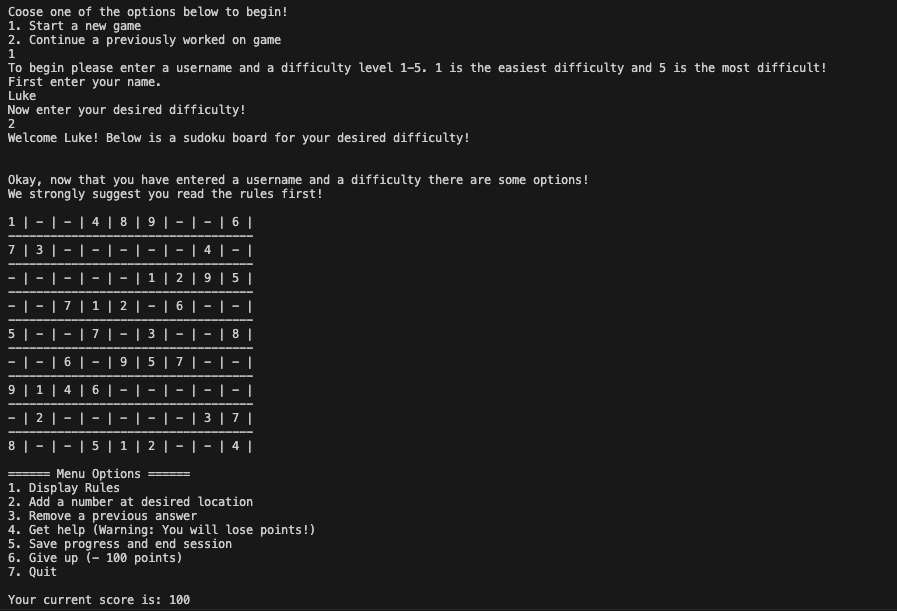 Coose one of the options below to begin!
1. Start a new game
2. Continue a previously worked on game
1
To begin please enter a username and a difficulty level 1-5. 1 is the easiest difficulty and 5 is the most difficult!
First enter your name.
Luke
Now enter your desired difficulty!
2
Welcome Luke! Below is a sudoku board for your desired difficulty!
Okay, now that you have entered a username and a difficulty there are some options!
We strongly suggest you read the rules first!
1 | - | - | 4 | 8 | 9 | - | - | 6 |
-----------------------------------
7 | 3 | - | - | - | - | - | 4 | - |
-----------------------------------
- | - | - | - | - | 1 | 2 | 9 | 5 |
-----------------------------------
- | - | 7 | 1 | 2 | - | 6 | - | - |
-----------------------------------
5 | - | - | 7 | - | 3 | - | - | 8 |
-----------------------------------
- | - | 6 | - | 9 | 5 | 7 | - | - |
-----------------------------------
9 | 1 | 4 | 6 | - | - | - | - | - |
-----------------------------------
- | 2 | - | - | - | - | - | 3 | 7 |
-----------------------------------
8 | - | - | 5 | 1 | 2 | - | - | 4 |
====== Menu Options ======
1. Display Rules
2. Add a number at desired location
3. Remove a previous answer
4. Get help (Warning: You will lose points!)
5. Save progress and end session
6. Give up (- 100 points)
7. Quit
Your current score is: 100